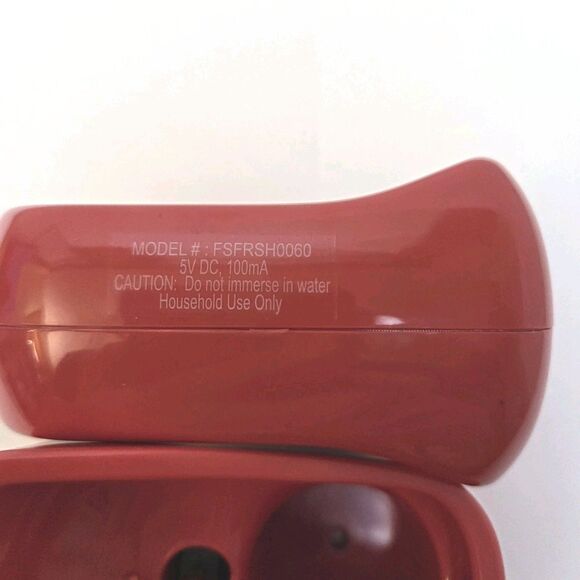 MODEL # : FSFRSH0060
5V DC, 100mA
CAUTION: Do not immerse in water
Household Use Only